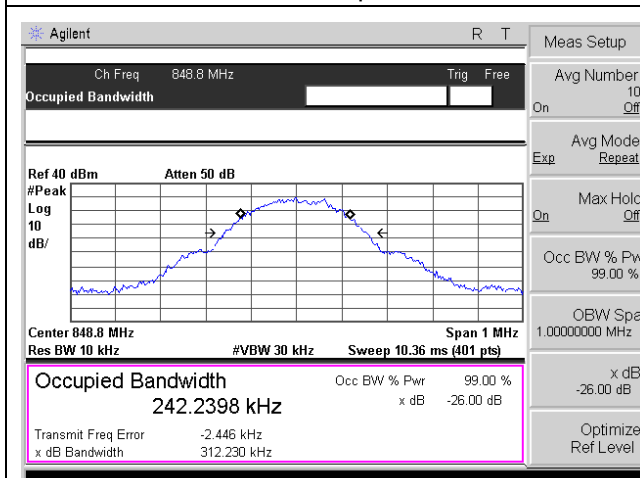 Agilent R T
Ch Freq 848.8 MHz Trig Free
Occupied Bandwidth
Ref 40 dBm Atten 50 dB
#Peak
Log
10
dB/
Center 848.8 MHz Span 1 MHz
Res BW 10 kHz #VBW 30 kHz Sweep 10.36 ms (401 pts)
Occupied Bandwidth Occ BW % Pwr 99.00 %
242.2398 kHz x dB -26.00 dB
Transmit Freq Error -2.446 kHz
x dB Bandwidth 312.230 kHz
Meas Setup
Avg Number
10
On Off
Avg Mode
Exp Repeat
Max Hold
On Off
Occ BW % Pw
99.00 %
OBW Spa
1.00000000 MHz
x dB
-26.00 dB
Optimize
Ref Level